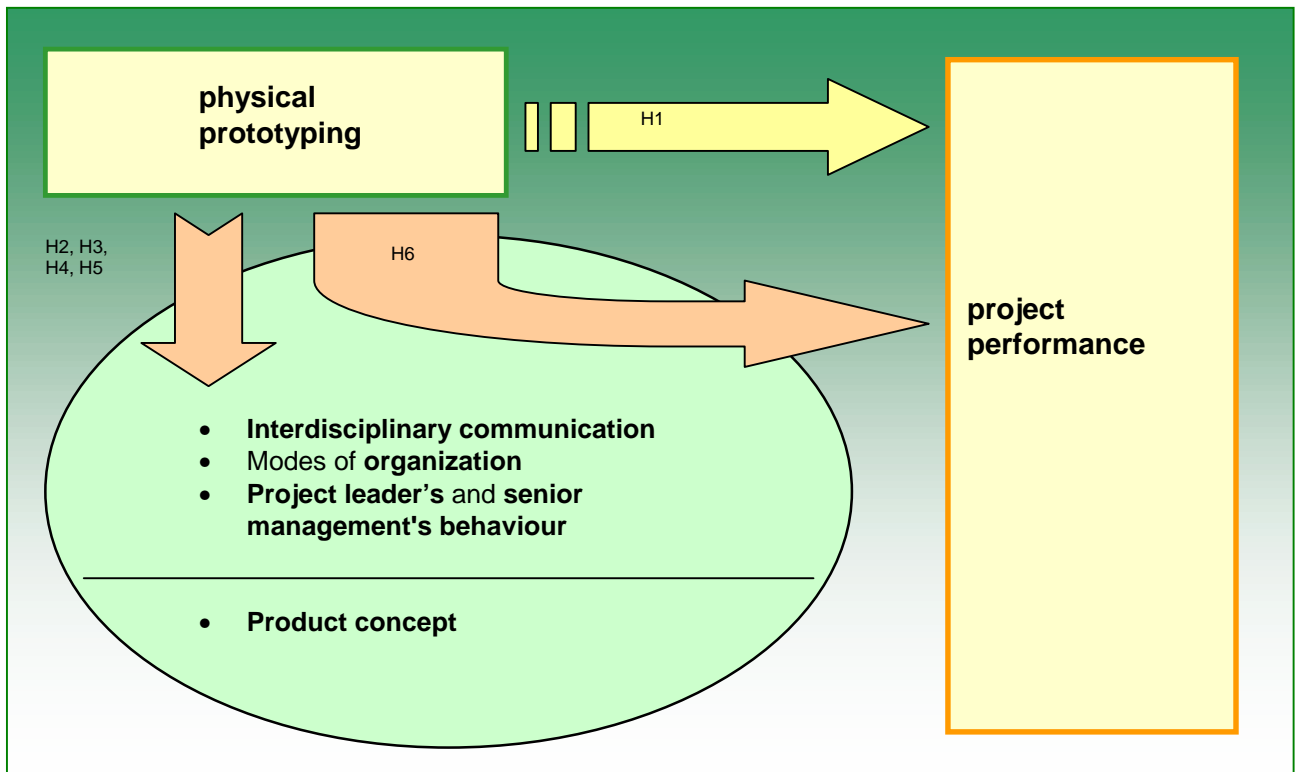 physical
prototyping
H1
H2, H3,
H4, H5
H6
project
performance
• Interdisciplinary communication
• Modes of organization
• Project leader’s and senior
management's behaviour
• Product concept